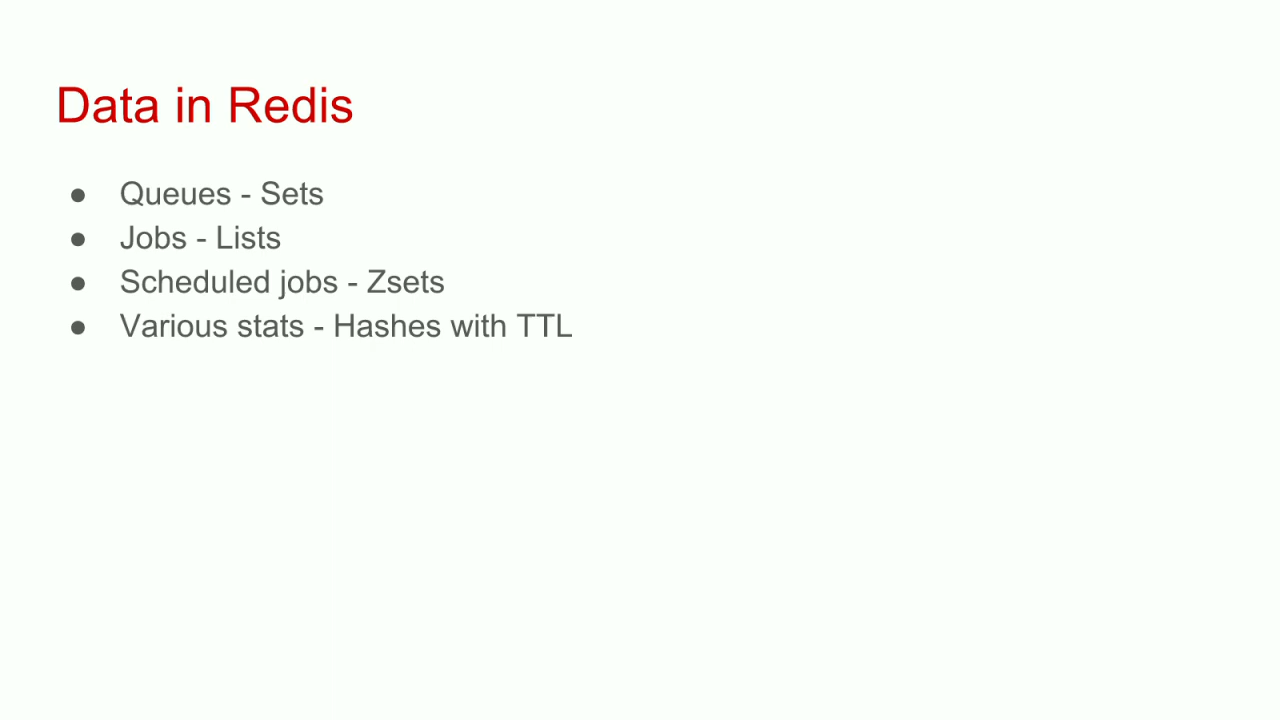 Data in Redis
● Queues - Sets
● Jobs - Lists
● Scheduled jobs - Zsets
● Various stats - Hashes with TTL